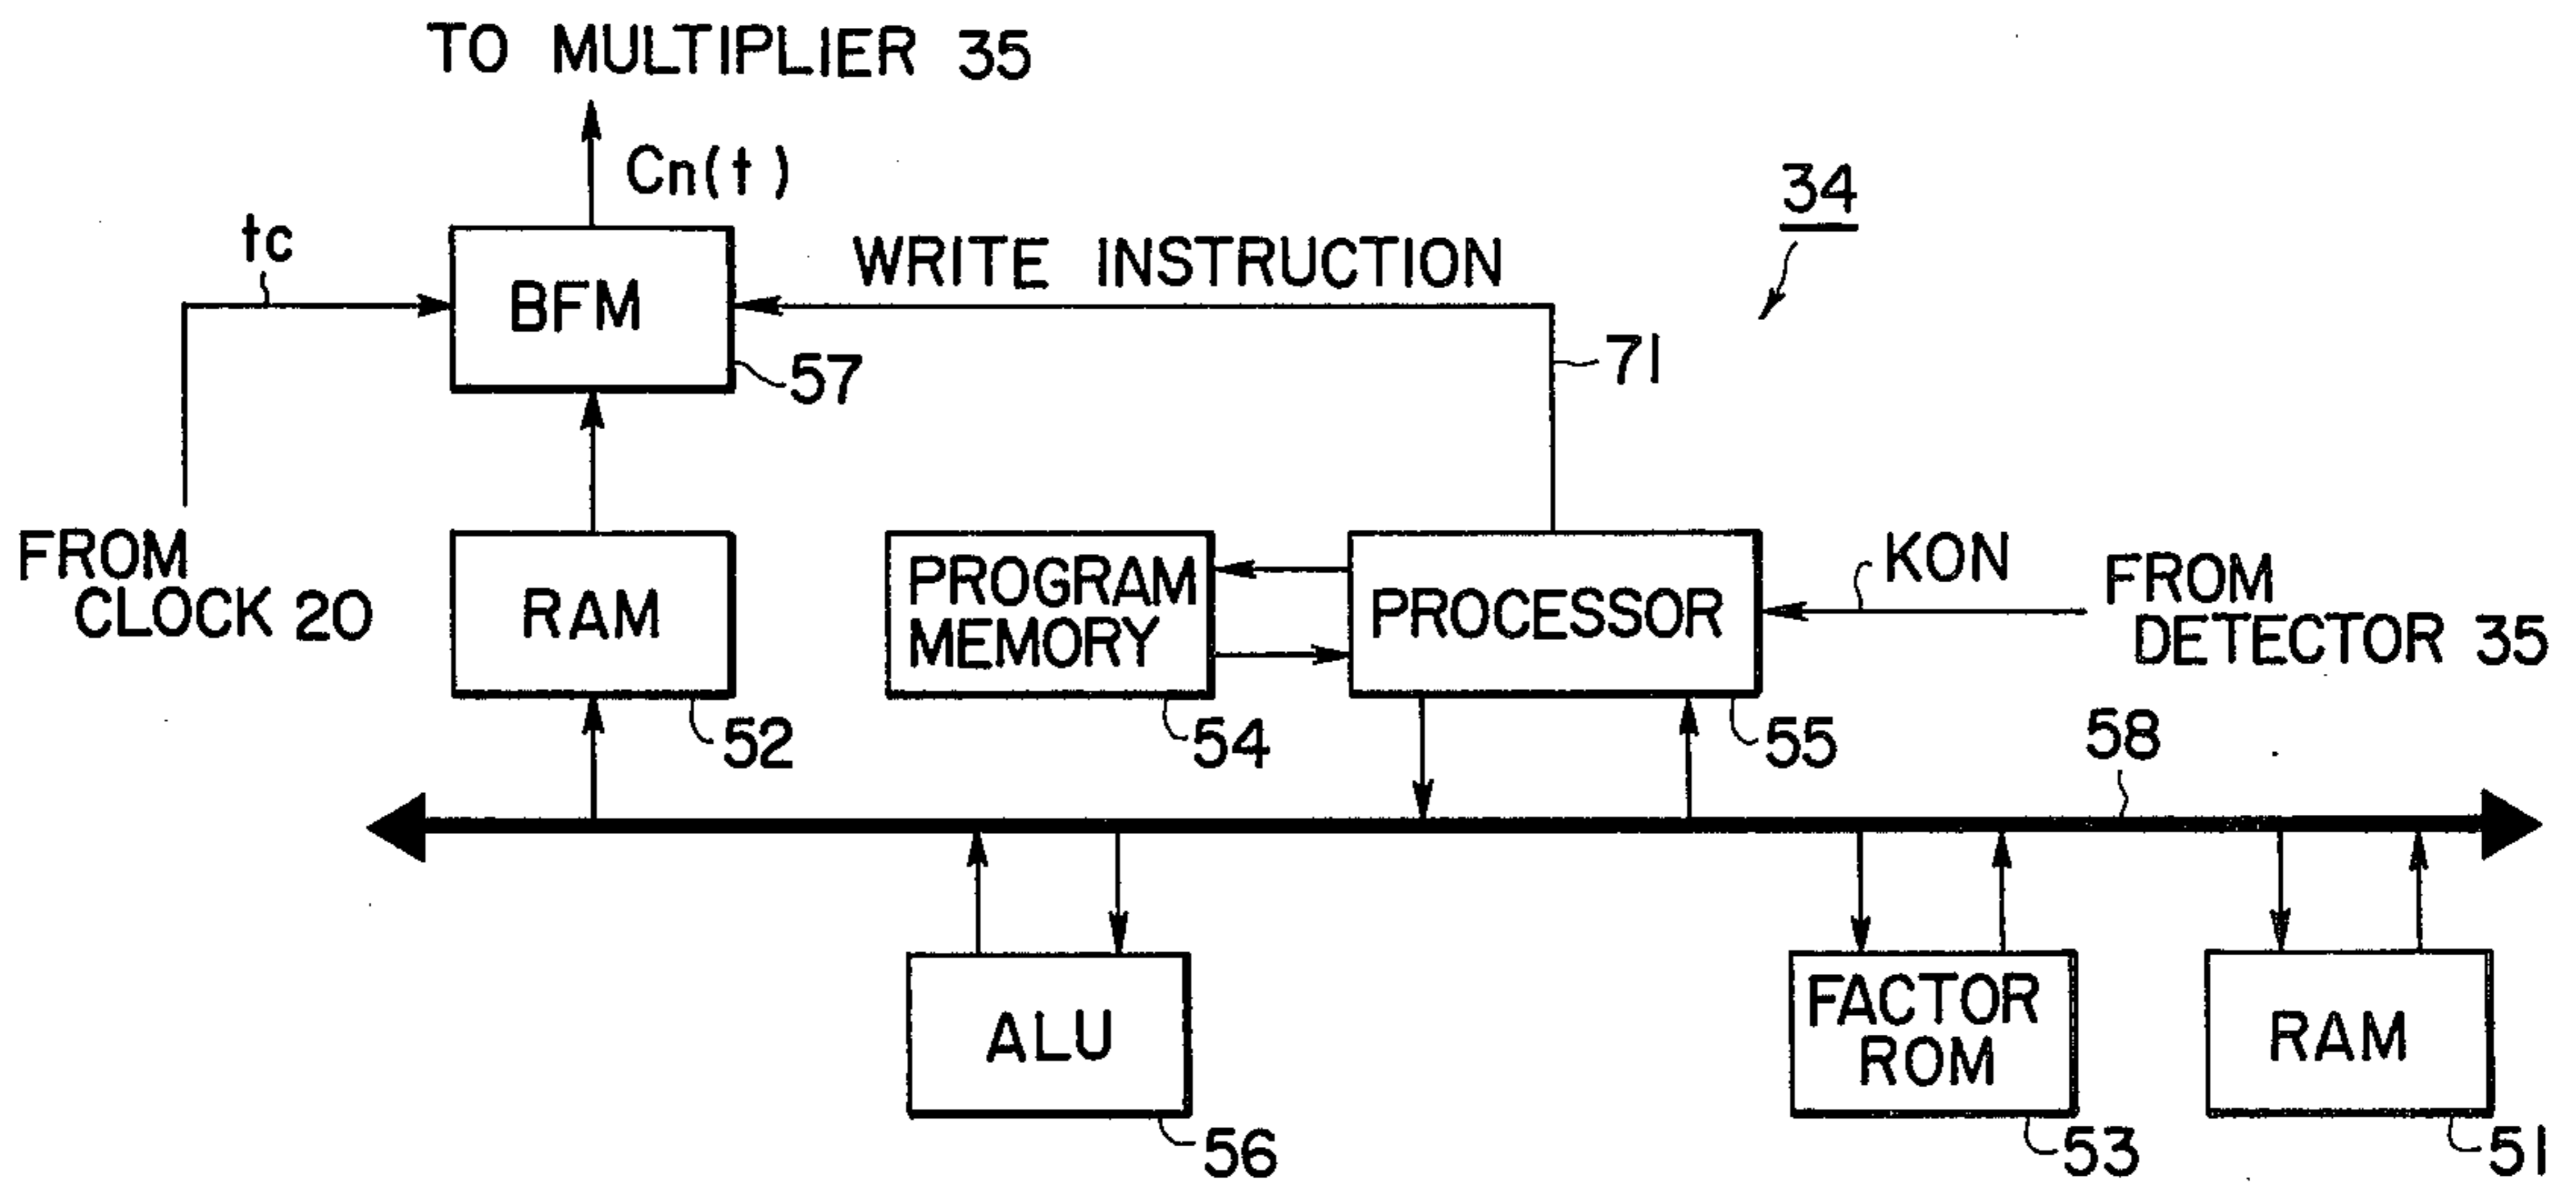 TO MULTIPLIER 35
Cn(t)
34
tc
WRITE INSTRUCTION
BFM
57
71
FROM
CLOCK 20
RAM
52
PROGRAM
MEMORY
54
PROCESSOR
55
KON
FROM
DETECTOR 35
58
ALU
56
FACTOR
ROM
53
RAM
51